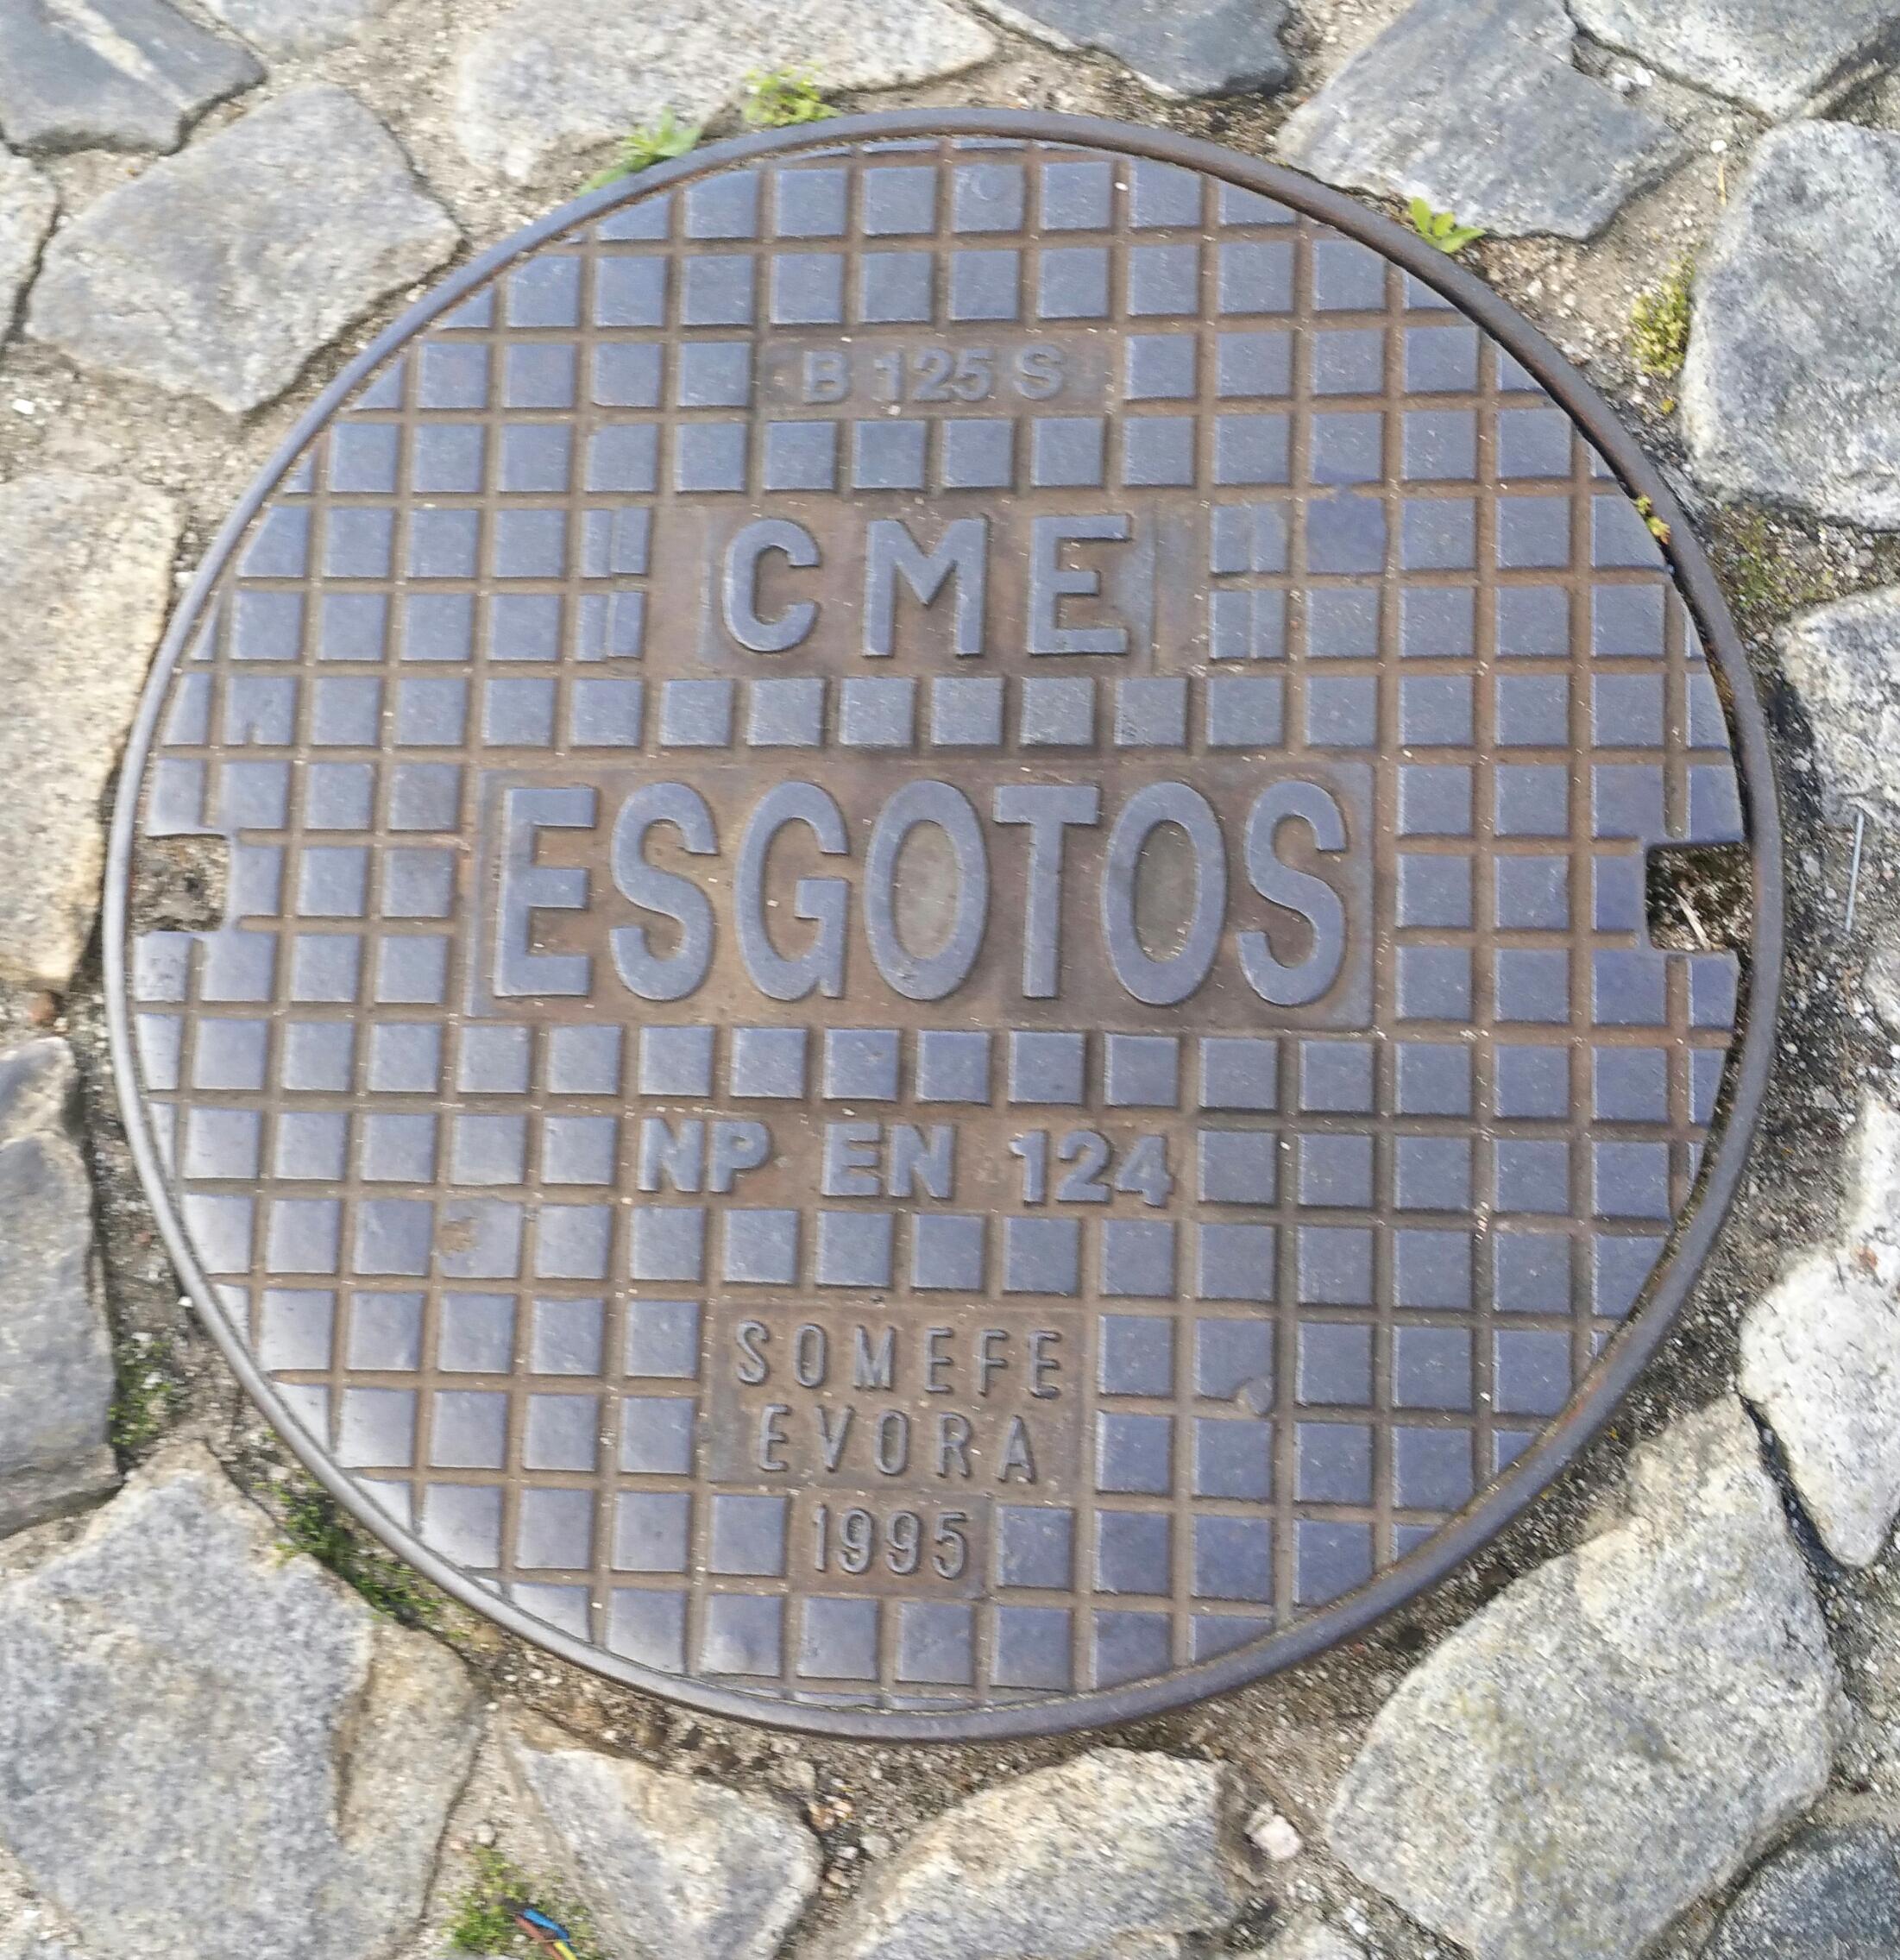 B 125 S
CME
ESGOTOS
NP EN 124
SOMEFE
EVORA
1995